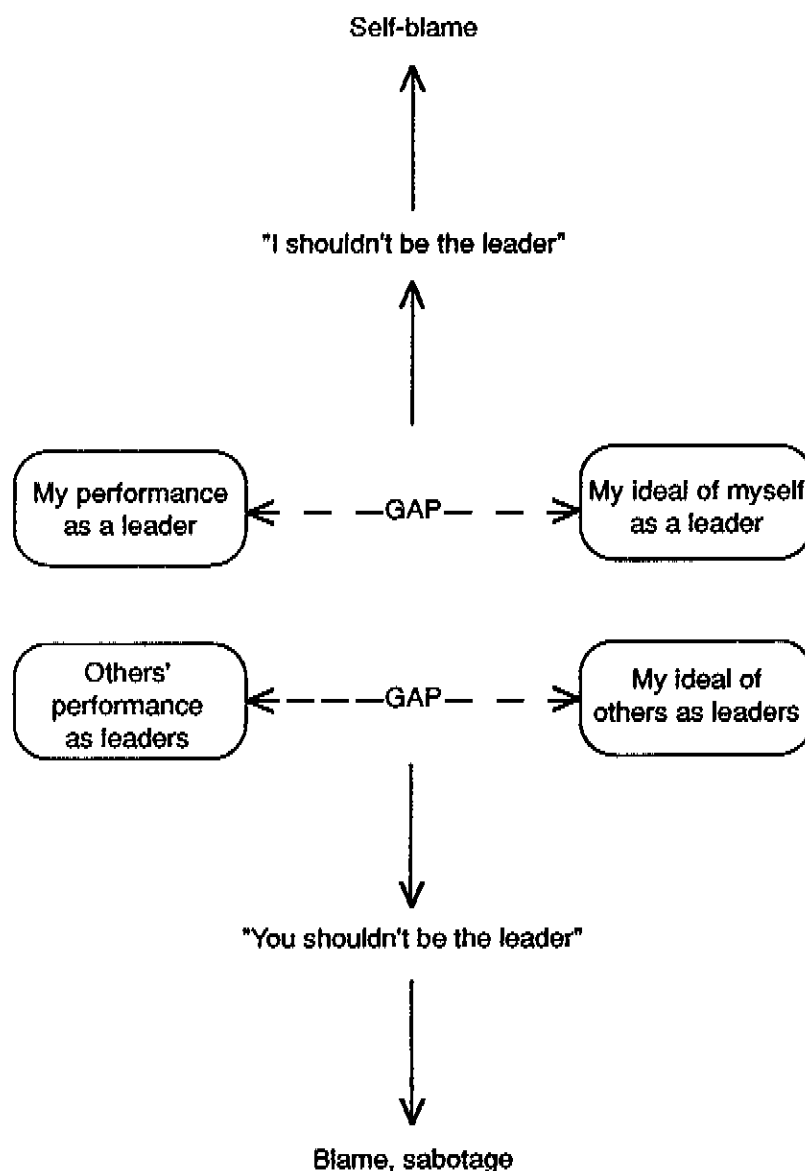 Self-blame
"I shouldn't be the leader"
My performance
as a leader
GAP
My ideal of myself
as a leader
Others'
performance
as leaders
GAP
My ideal of
others as leaders
"You shouldn't be the leader"
Blame, sabotage